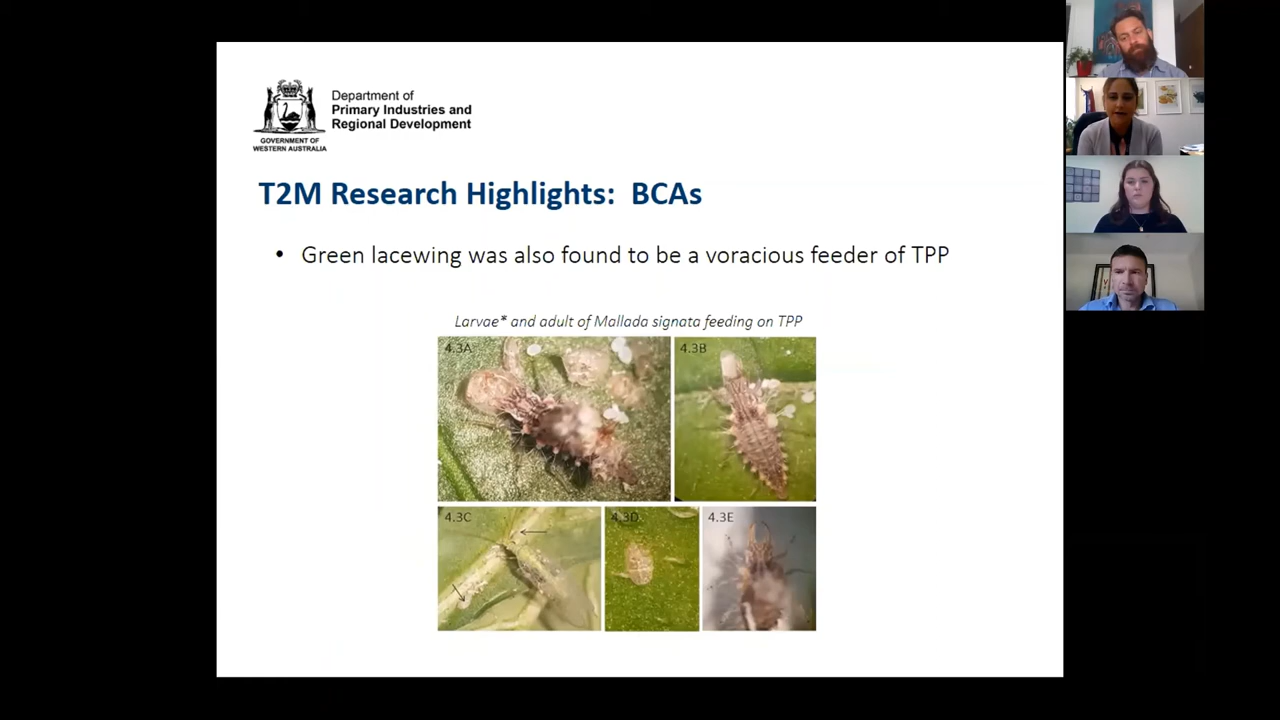 Department of
Primary Industries and
Regional Development
GOVERNMENT OF
WESTERN AUSTRALIA
T2M Research Highlights: BCAs
• Green lacewing was also found to be a voracious feeder of TPP
Larvae* and adult of Mallada signata feeding on TPP
4.3A
4.3B
4.3C
4.3D
4.3E